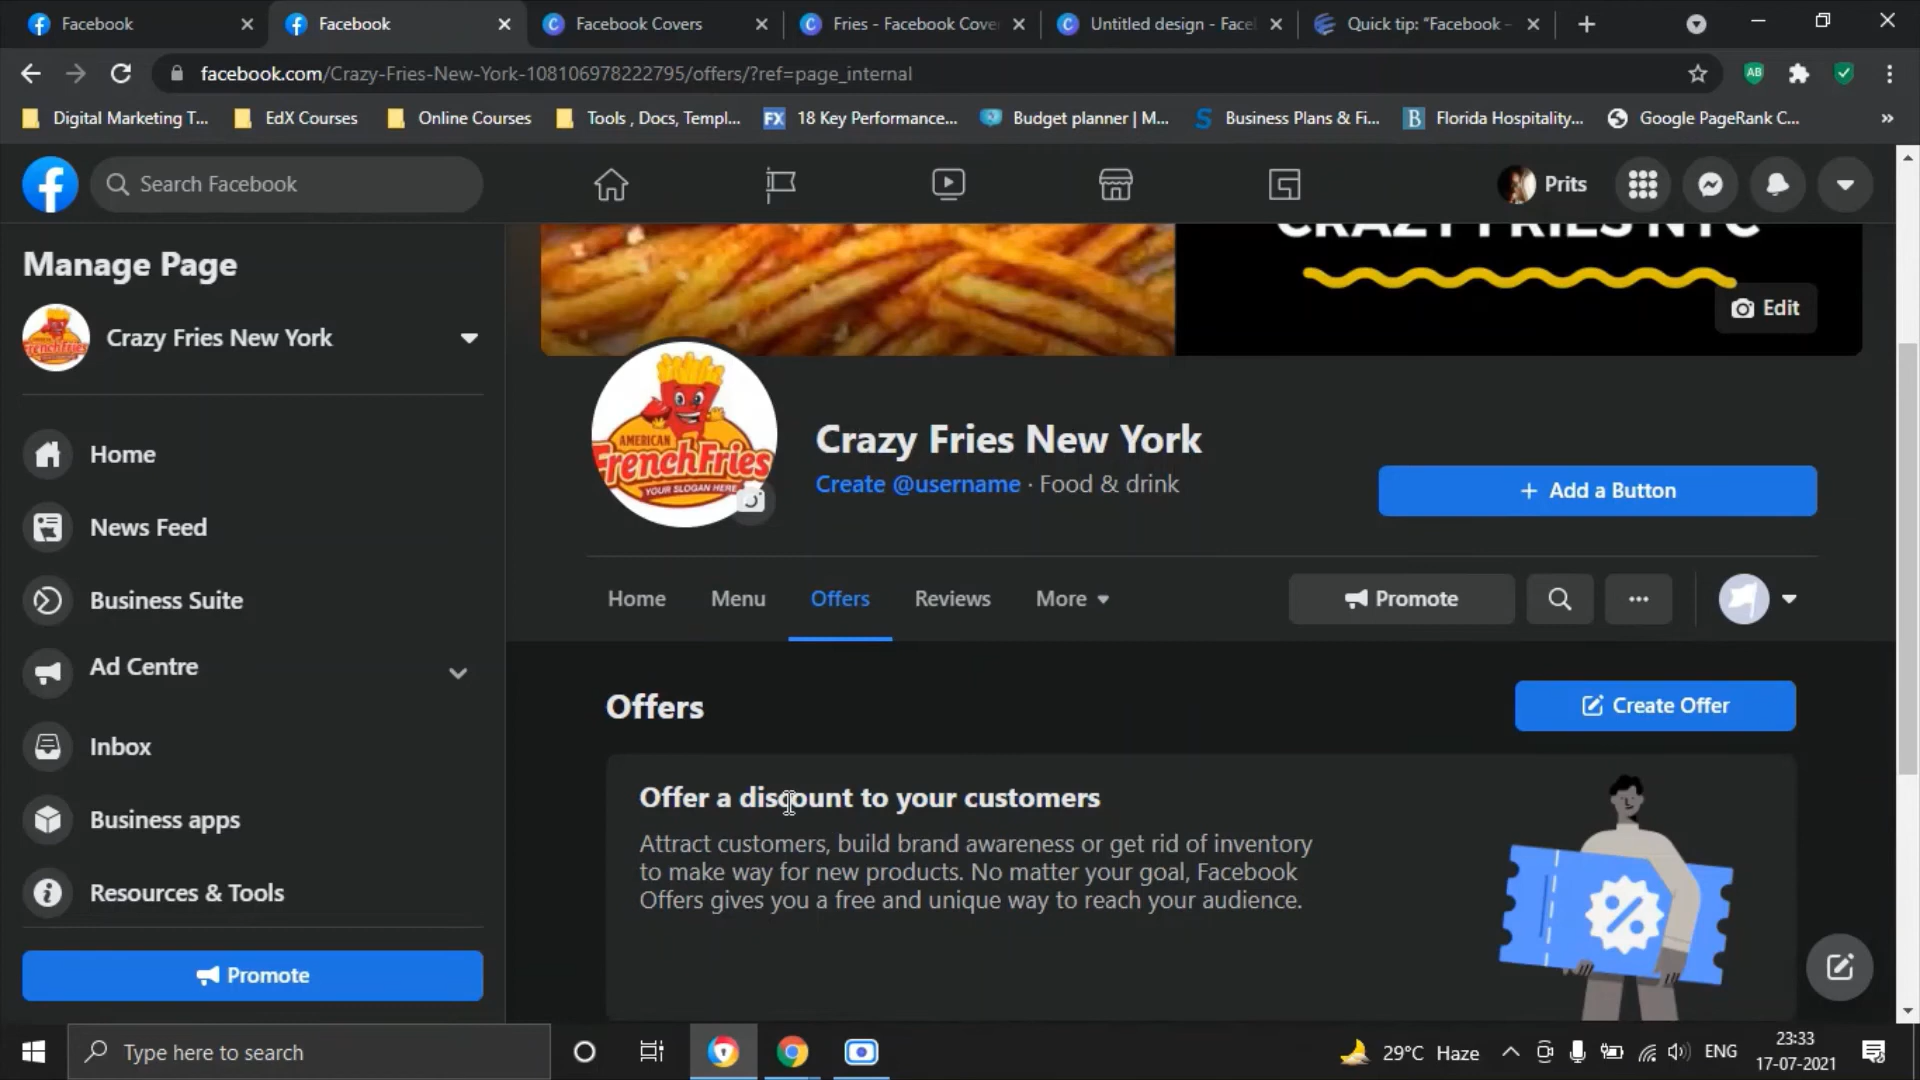 Facebook
Facebook
Facebook Covers
Fries - Facebook Cove
Untitled design - Face
Quick tip: "Facebook -
facebook.com/Crazy-Fries-New-York-108106978222795/offers/?ref=page_internal
AB
Digital Marketing T...
EdX Courses
Online Courses
Tools , Docs, Templ...
FX
18 Key Performance...
Budget planner | M...
S
Business Plans & Fi...
B
Florida Hospitality...
Google PageRank C...
»
Search Facebook
Prits
Manage Page
CRAZY FRIES NYC
Edit
Crazy Fries New York
AMERICAN
FrenchFries
YOUR SLOGAN HERE
Crazy Fries New York
Create @username · Food & drink
+ Add a Button
Home
News Feed
Business Suite
Ad Centre
Inbox
Business apps
Resources & Tools
Promote
Home
Menu
Offers
Reviews
More
Promote
Offers
Create Offer
Offer a discount to your customers
Attract customers, build brand awareness or get rid of inventory
to make way for new products. No matter your goal, Facebook
Offers gives you a free and unique way to reach your audience.
%
Type here to search
29°C Haze
ENG
23:33
17-07-2021